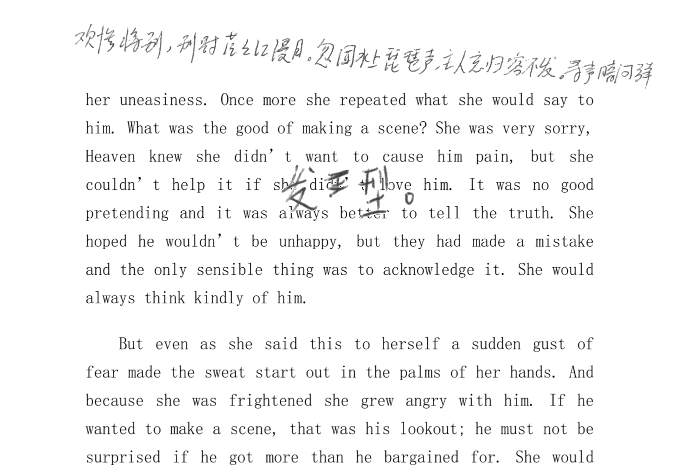 欢惨将别，别时茫茫江浸月。忽闻水上琵琶声，主人忘归客不发。寻声暗问弹
her uneasiness. Once more she repeated what she would say to
him. What was the good of making a scene? She was very sorry,
Heaven knew she didn’t want to cause him pain, but she
couldn’t help it if she didn’t love him. It was no good
发型。
pretending and it was always better to tell the truth. She
hoped he wouldn’t be unhappy, but they had made a mistake
and the only sensible thing was to acknowledge it. She would
always think kindly of him.
But even as she said this to herself a sudden gust of
fear made the sweat start out in the palms of her hands. And
because she was frightened she grew angry with him. If he
wanted to make a scene, that was his lookout; he must not be
surprised if he got more than he bargained for. She would